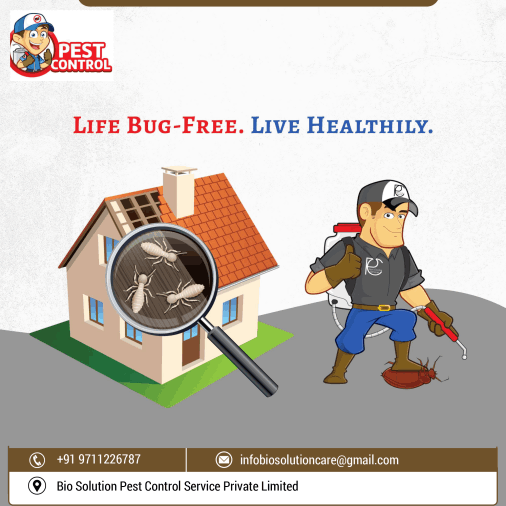 PEST
CONTROL
Life Bug-Free. Live Healthily.
+91 9711226787
infobiosolutioncare@gmail.com
Bio Solution Pest Control Service Private Limited